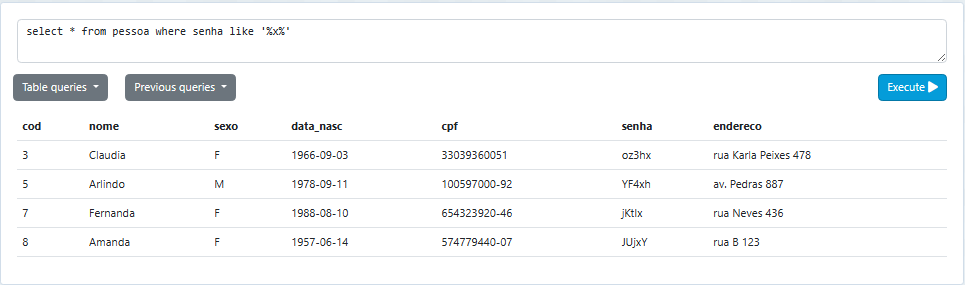 select * from pessoa where senha like '%x%'
Table queries Previous queries Execute
cod nome sexo data_nasc cpf senha endereco
3 Claudia F 1966-09-03 33039360051 oz3hx rua Karla Peixes 478
5 Arlindo M 1978-09-11 100597000-92 YF4xh av. Pedras 887
7 Fernanda F 1988-08-10 654323920-46 jKtlx rua Neves 436
8 Amanda F 1957-06-14 574779440-07 JUjxY rua B 123